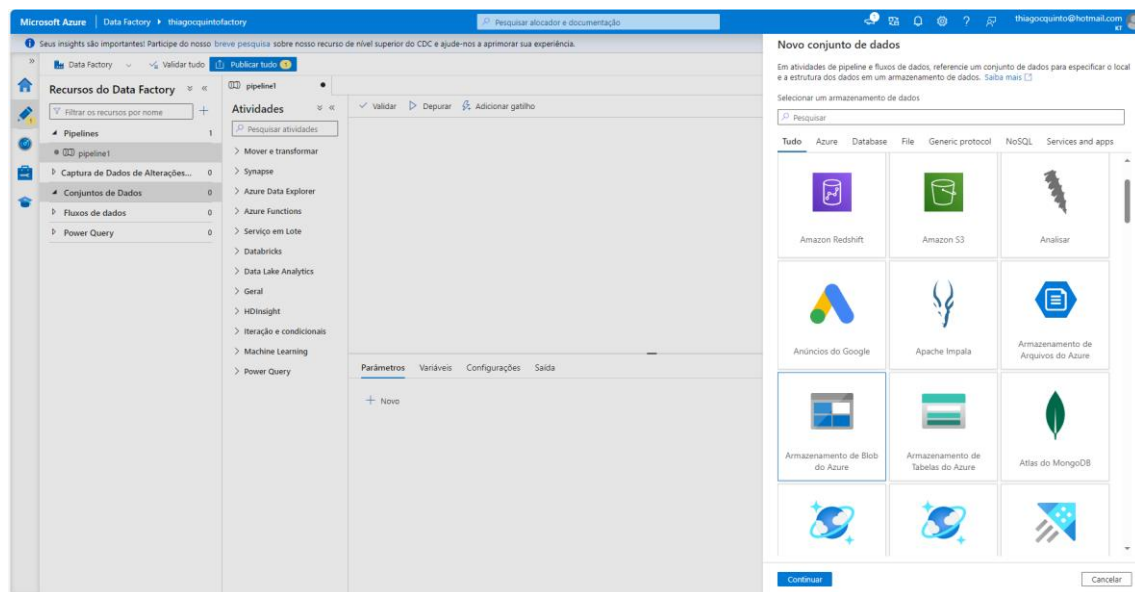 Microsoft Azure | Data Factory ▸ thiagocquintofactory
Pesquisar alocador e documentação
thiagocquinto@hotmail.com
KT
Seus insights são importantes! Participe do nosso breve pesquisa sobre nosso recurso de nível superior do CDC e ajude-nos a aprimorar sua experiência.
Data Factory
Validar tudo
Publicar tudo 1
Recursos do Data Factory
Filtrar os recursos por nome
Pipelines 1
pipeline1
Captura de Dados de Alterações... 0
Conjuntos de Dados 0
Fluxos de dados 0
Power Query 0
pipeline1
Atividades
Pesquisar atividades
Mover e transformar
Synapse
Azure Data Explorer
Azure Functions
Serviço em Lote
Databricks
Data Lake Analytics
Geral
HDInsight
Iteração e condicionais
Machine Learning
Power Query
Validar Depurar Adicionar gatilho
Parâmetros Variáveis Configurações Saída
Novo
Novo conjunto de dados
Em atividades de pipeline e fluxos de dados, referencie um conjunto de dados para especificar o local
e a estrutura dos dados em um armazenamento de dados. Saiba mais
Selecionar um armazenamento de dados
Pesquisar
Tudo Azure Database File Generic protocol NoSQL Services and apps
Amazon Redshift
Amazon S3
Analisar
Anúncios do Google
Apache Impala
Armazenamento de
Arquivos do Azure
Armazenamento de Blob
do Azure
Armazenamento de
Tabelas do Azure
Atlas do MongoDB
Continuar
Cancelar